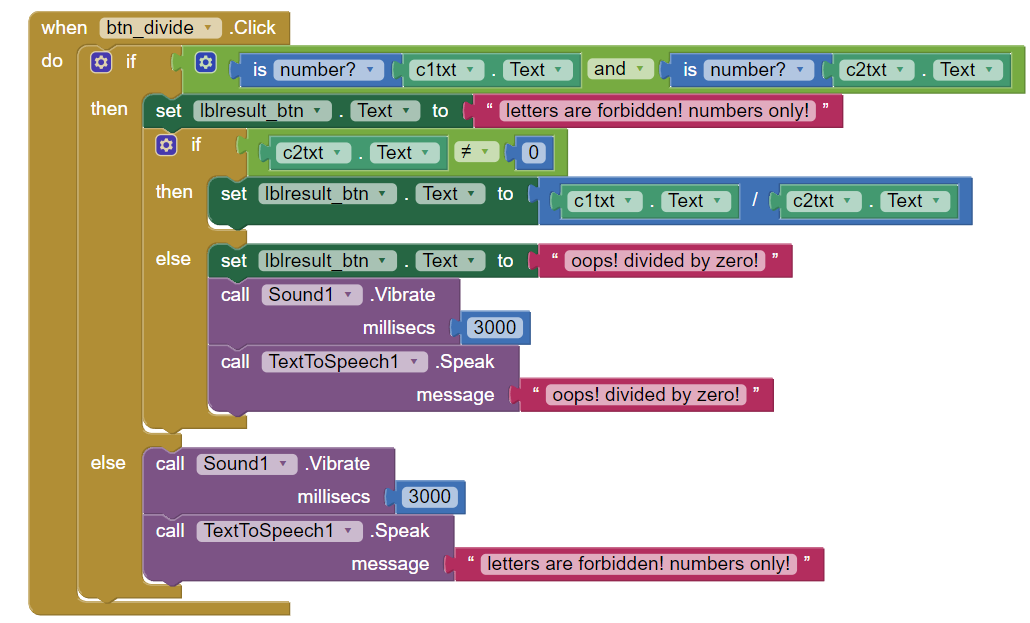 when btn_divide .Click
do if is number? c1txt . Text and is number? c2txt . Text
then set lblresult_btn . Text to “ letters are forbidden! numbers only! ”
if c2txt . Text ≠ 0
then set lblresult_btn . Text to c1txt . Text / c2txt . Text
else set lblresult_btn . Text to “ oops! divided by zero! ”
call Sound1 .Vibrate
millisecs 3000
call TextToSpeech1 .Speak
message “ oops! divided by zero! ”
else call Sound1 .Vibrate
millisecs 3000
call TextToSpeech1 .Speak
message “ letters are forbidden! numbers only! ”